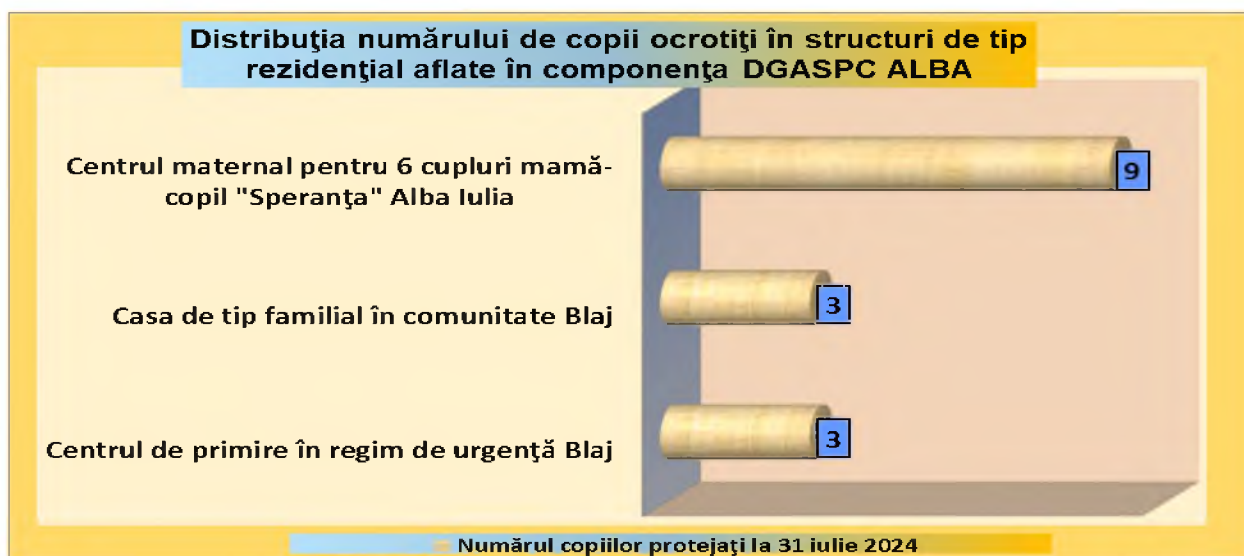 Distribuţia numărului de copii ocrotiţi în structuri de tip
rezidenţial aflate în componenţa DGASPC ALBA
Centrul maternal pentru 6 cupluri mamă-
copil "Speranţa" Alba Iulia
9
Casa de tip familial în comunitate Blaj
3
Centrul de primire în regim de urgenţă Blaj
3
Numărul copiilor protejaţi la 31 iulie 2024